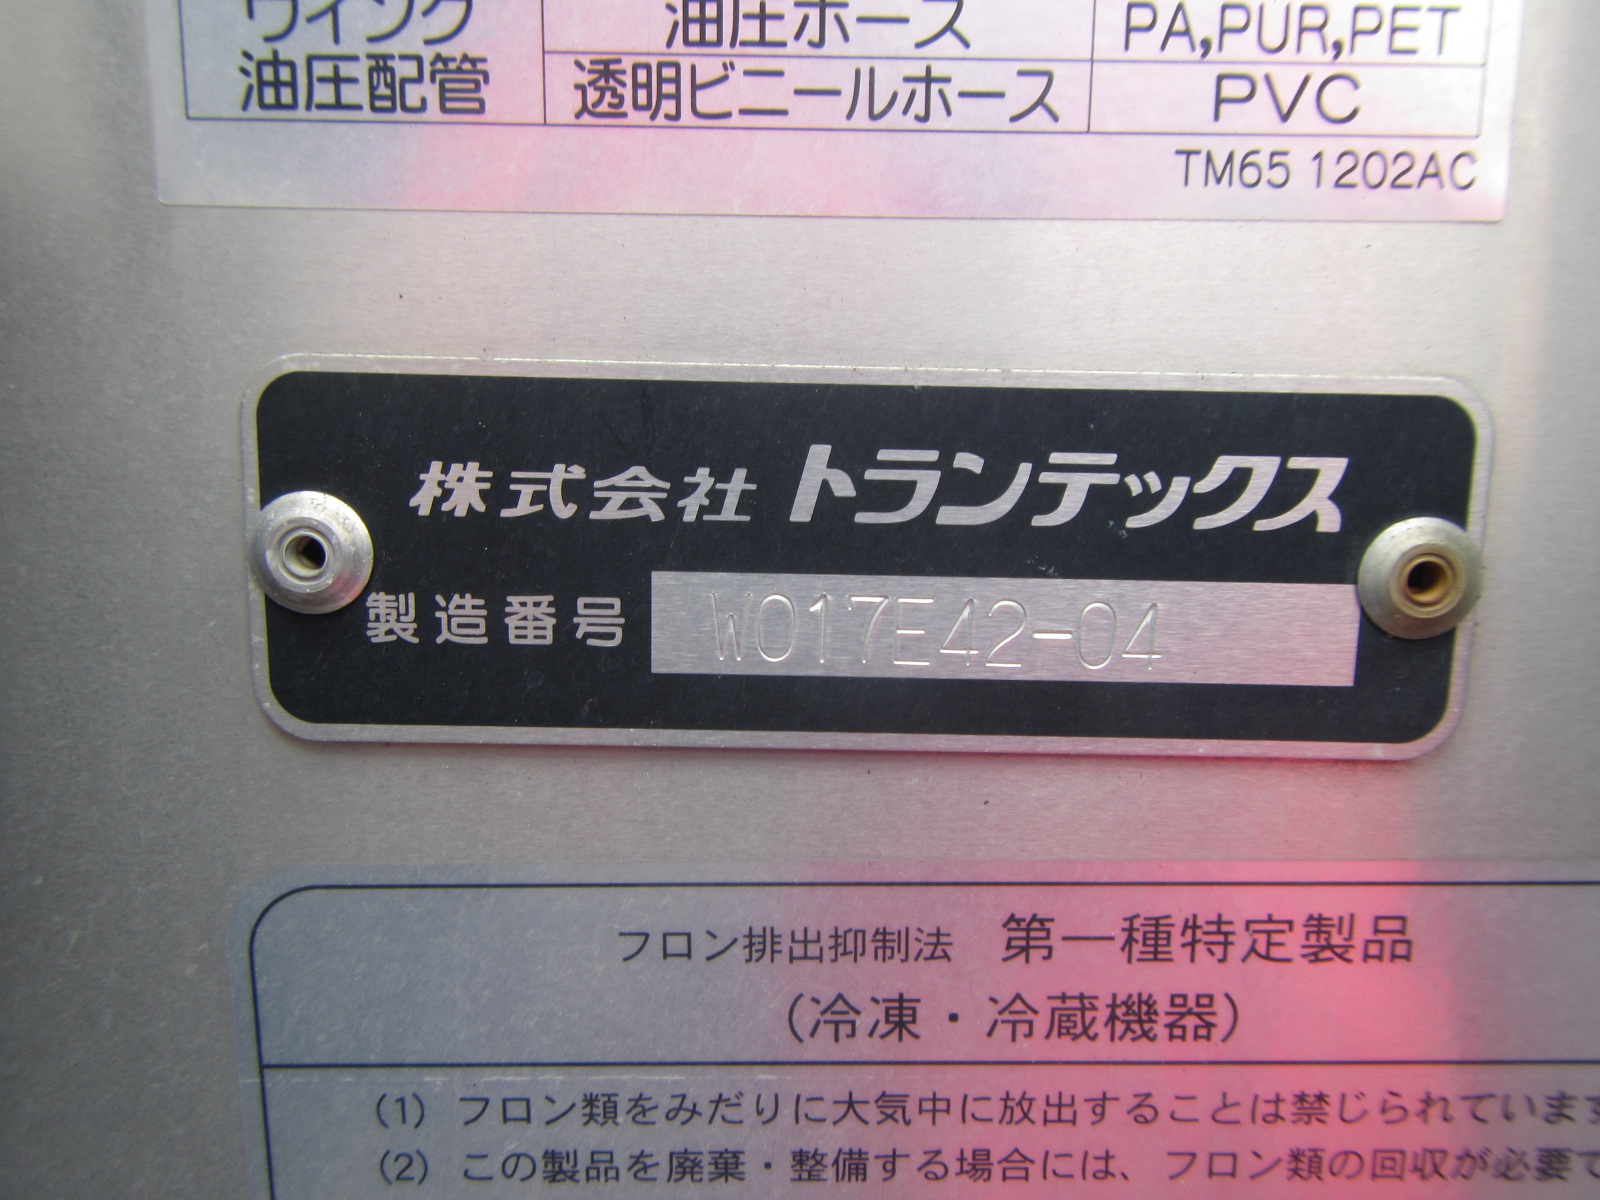 ウイング 油圧ホース PA,PUR,PET
油圧配管 透明ビニールホース PVC
TM65 1202AC
株式会社 トランテックス
製造番号 W017E42-04
フロン排出抑制法 第一種特定製品
(冷凍・冷蔵機器)
(1) フロン類をみだりに大気中に放出することは禁じられています
(2) この製品を廃棄・整備する場合には、フロン類の回収が必要で